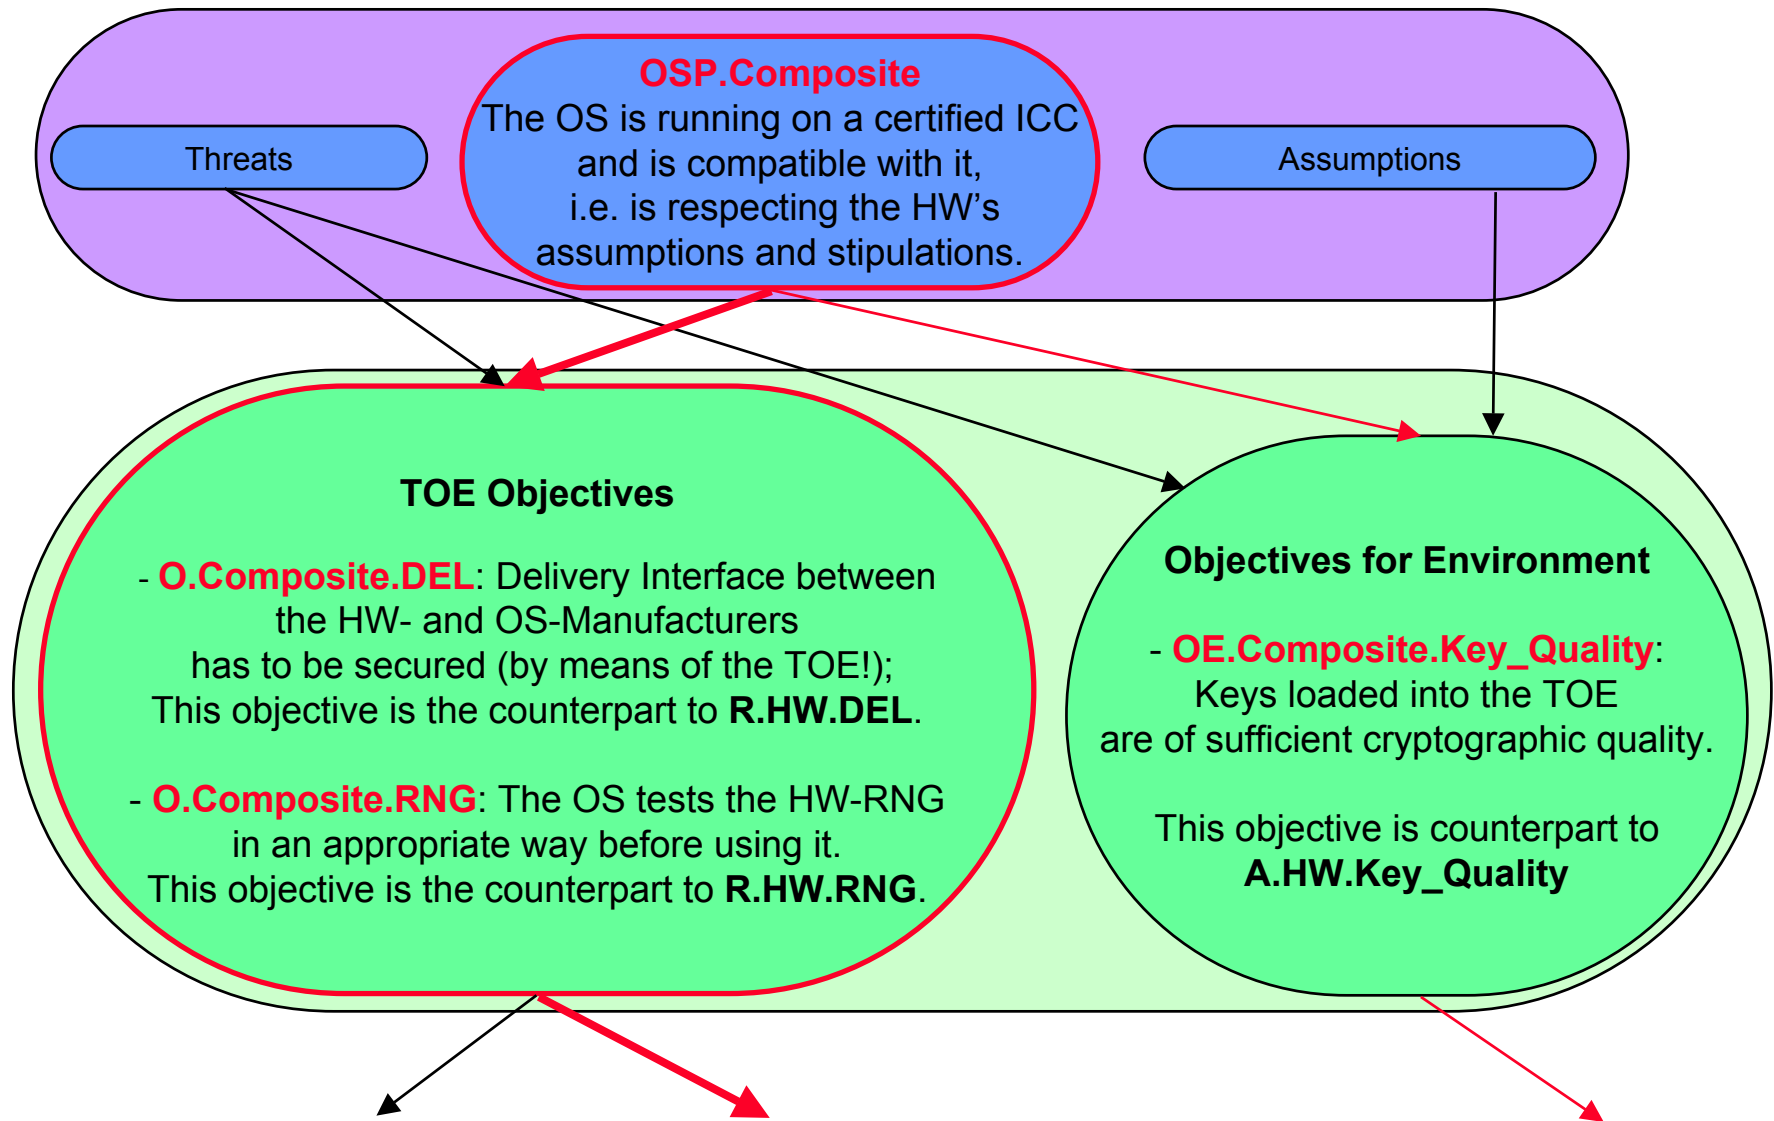 OSP.Composite
The OS is running on a certified ICC
and is compatible with it,
i.e. is respecting the HW’s
assumptions and stipulations.
Threats
Assumptions
TOE Objectives
- O.Composite.DEL: Delivery Interface between
the HW- and OS-Manufacturers
has to be secured (by means of the TOE!);
This objective is the counterpart to R.HW.DEL.
- O.Composite.RNG: The OS tests the HW-RNG
in an appropriate way before using it.
This objective is the counterpart to R.HW.RNG.
Objectives for Environment
- OE.Composite.Key_Quality:
Keys loaded into the TOE
are of sufficient cryptographic quality.
This objective is counterpart to
A.HW.Key_Quality